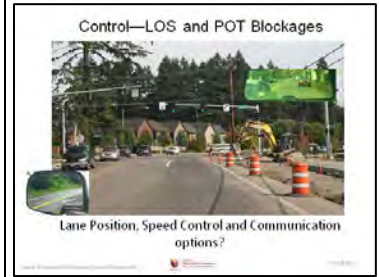 Control—LOS and POT Blockages
Lane Position, Speed Control and Communication
options?